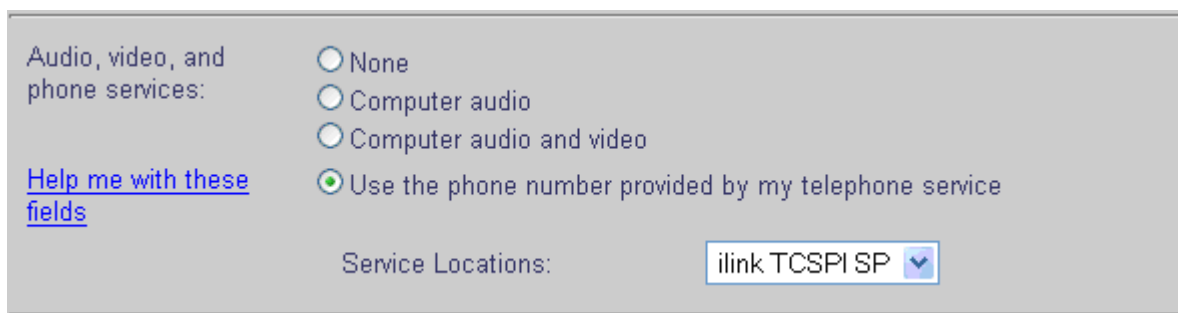 Audio, video, and
phone services:
None
Computer audio
Computer audio and video
Help me with these
fields
Use the phone number provided by my telephone service
Service Locations:
ilink TCSPI SP